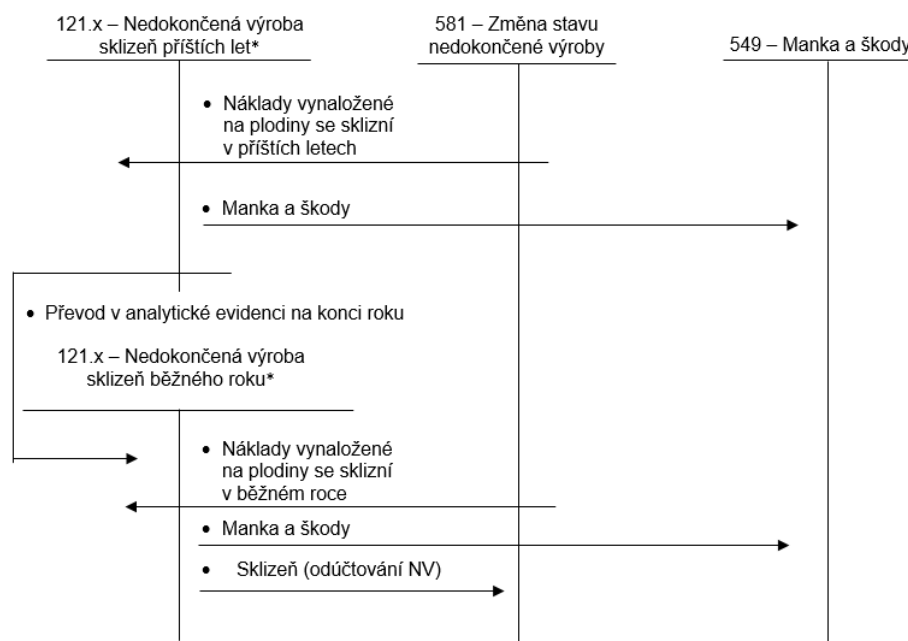 121.x – Nedokončená výroba
sklizeň příštích let*
581 – Změna stavu
nedokončené výroby
549 – Manka a škody
• Náklady vynaložené
na plodiny se sklizní
v příštích letech
• Manka a škody
• Převod v analytické evidenci na konci roku
121.x – Nedokončená výroba
sklizeň běžného roku*
• Náklady vynaložené
na plodiny se sklizní
v běžném roce
• Manka a škody
• Sklizeň (odúčtování NV)